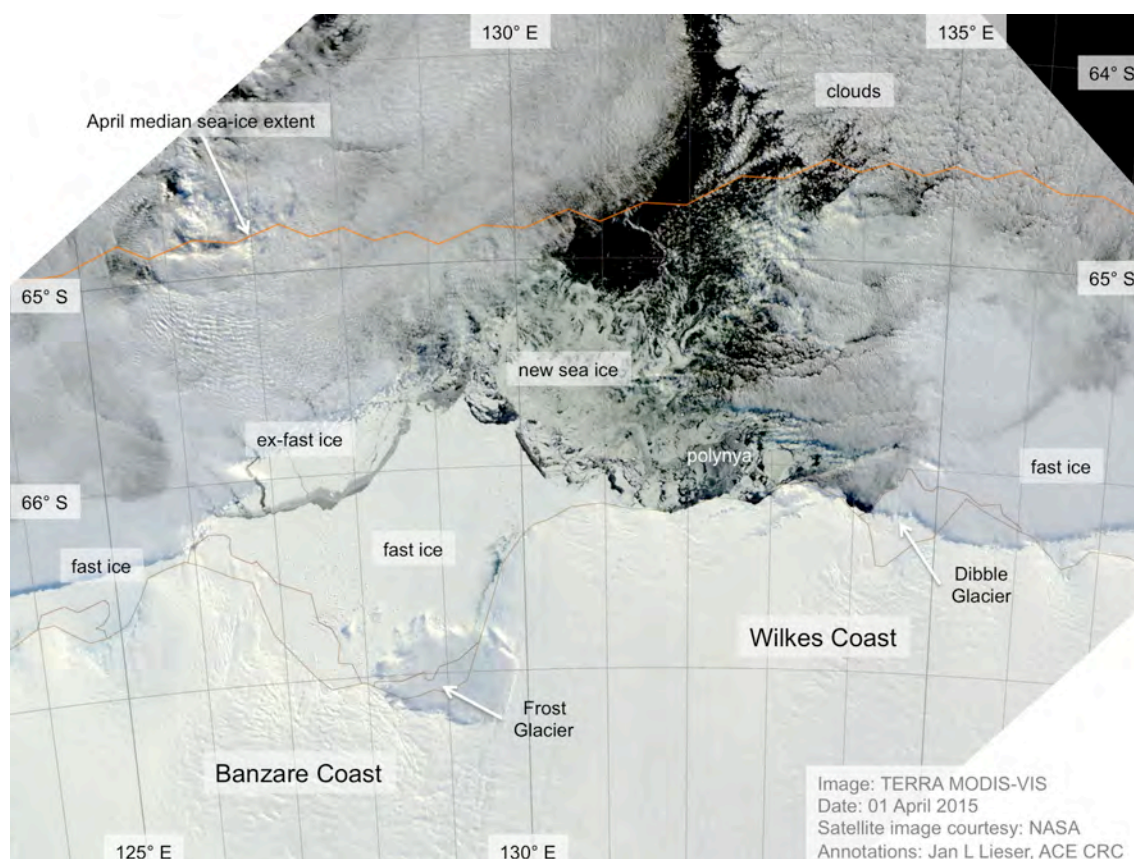 130° E
135° E
64° S
clouds
April median sea-ice extent
65° S
65° S
new sea ice
ex-fast ice
polynya
fast ice
66° S
fast ice
fast ice
Dibble
Glacier
Wilkes Coast
Frost
Glacier
Banzare Coast
Image: TERRA MODIS-VIS
Date: 01 April 2015
Satellite image courtesy: NASA
Annotations: Jan L Lieser, ACE CRC
125° E
130° E